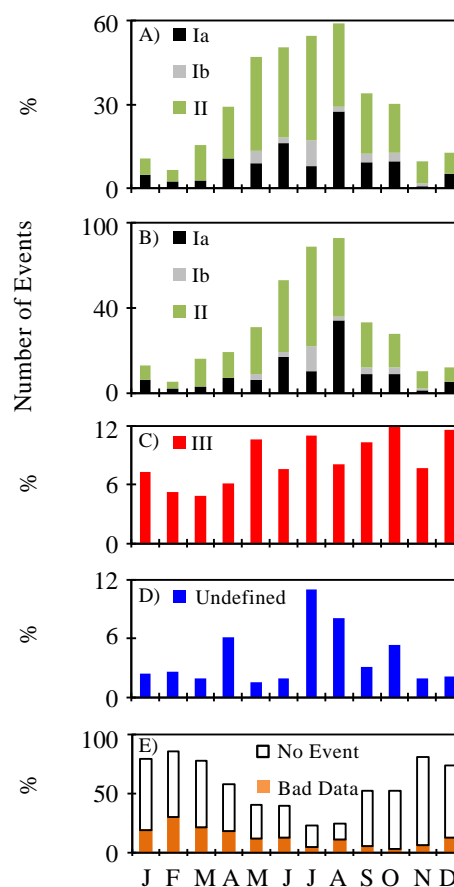 60
A)
Ia
Ib
II
30
%
0
100
B)
Ia
Ib
II
40
Number of Events
0
12
C)
III
6
%
0
12
D)
Undefined
6
%
0
100
E)
No Event
Bad Data
50
%
0
J F M A M J J A S O N D